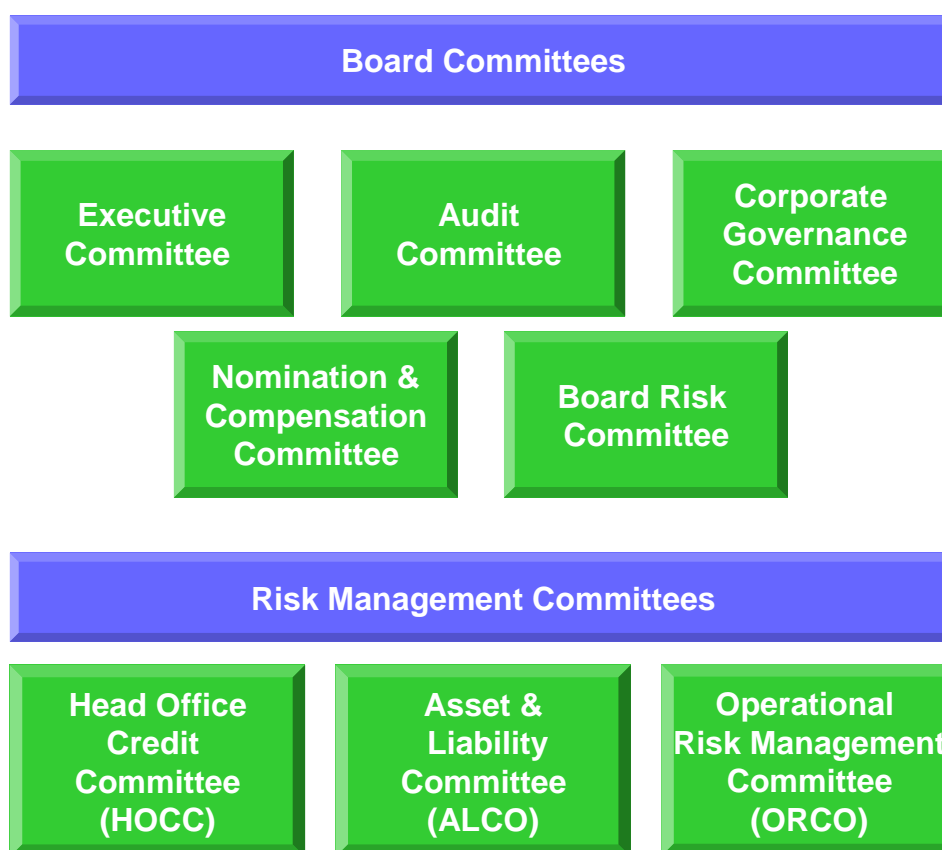 Board Committees
Executive
Committee
Audit
Committee
Corporate
Governance
Committee
Nomination &
Compensation
Committee
Board Risk
Committee
Risk Management Committees
Head Office
Credit
Committee
(HOCC)
Asset &
Liability
Committee
(ALCO)
Operational
Risk Management
Committee
(ORCO)